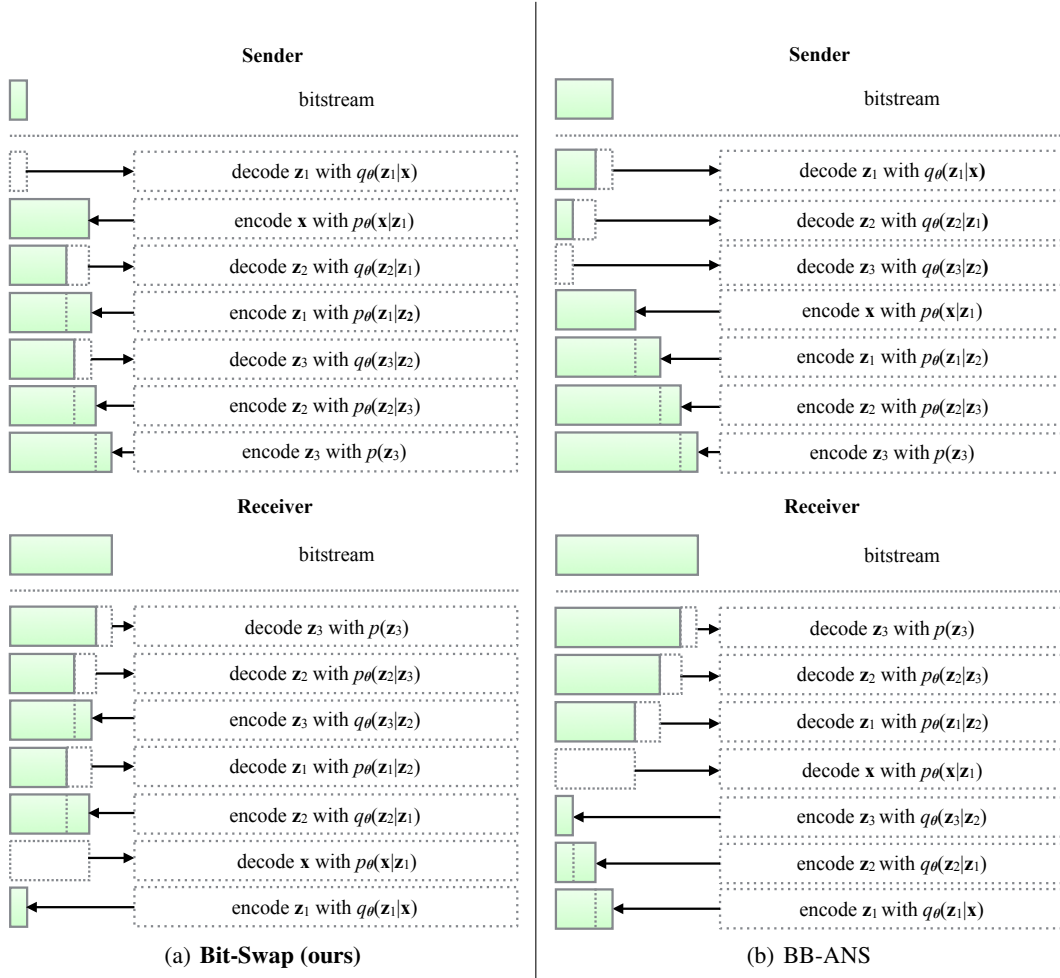 Sender
bitstream
decode z₁ with qθ(z₁|x)
encode x with pθ(x|z₁)
decode z₂ with qθ(z₂|z₁)
encode z₁ with pθ(z₁|z₂)
decode z₃ with qθ(z₃|z₂)
encode z₂ with pθ(z₂|z₃)
encode z₃ with p(z₃)
Receiver
bitstream
decode z₃ with p(z₃)
decode z₂ with pθ(z₂|z₃)
encode z₃ with qθ(z₃|z₂)
decode z₁ with pθ(z₁|z₂)
encode z₂ with qθ(z₂|z₁)
decode x with pθ(x|z₁)
encode z₁ with qθ(z₁|x)
(a) Bit-Swap (ours)
Sender
bitstream
decode z₁ with qθ(z₁|x)
decode z₂ with qθ(z₂|z₁)
decode z₃ with qθ(z₃|z₂)
encode x with pθ(x|z₁)
encode z₁ with pθ(z₁|z₂)
encode z₂ with pθ(z₂|z₃)
encode z₃ with p(z₃)
Receiver
bitstream
decode z₃ with p(z₃)
decode z₂ with pθ(z₂|z₃)
decode z₁ with pθ(z₁|z₂)
decode x with pθ(x|z₁)
encode z₃ with qθ(z₃|z₂)
encode z₂ with qθ(z₂|z₁)
encode z₁ with qθ(z₁|x)
(b) BB-ANS